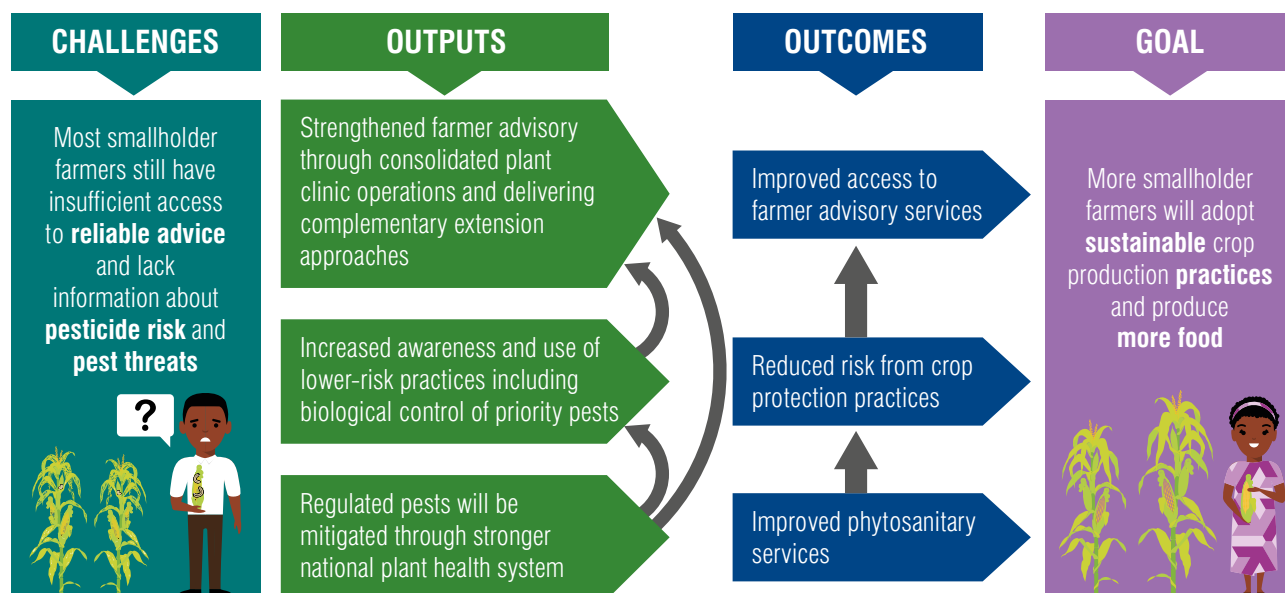 CHALLENGES
Most smallholder
farmers still have
insufficient access
to reliable advice
and lack
information about
pesticide risk and
pest threats
?
OUTPUTS
Strengthened farmer advisory
through consolidated plant
clinic operations and delivering
complementary extension
approaches
Increased awareness and use of
lower-risk practices including
biological control of priority pests
Regulated pests will be
mitigated through stronger
national plant health system
OUTCOMES
Improved access to
farmer advisory services
Reduced risk from crop
protection practices
Improved phytosanitary
services
GOAL
More smallholder
farmers will adopt
sustainable crop
production practices
and produce
more food